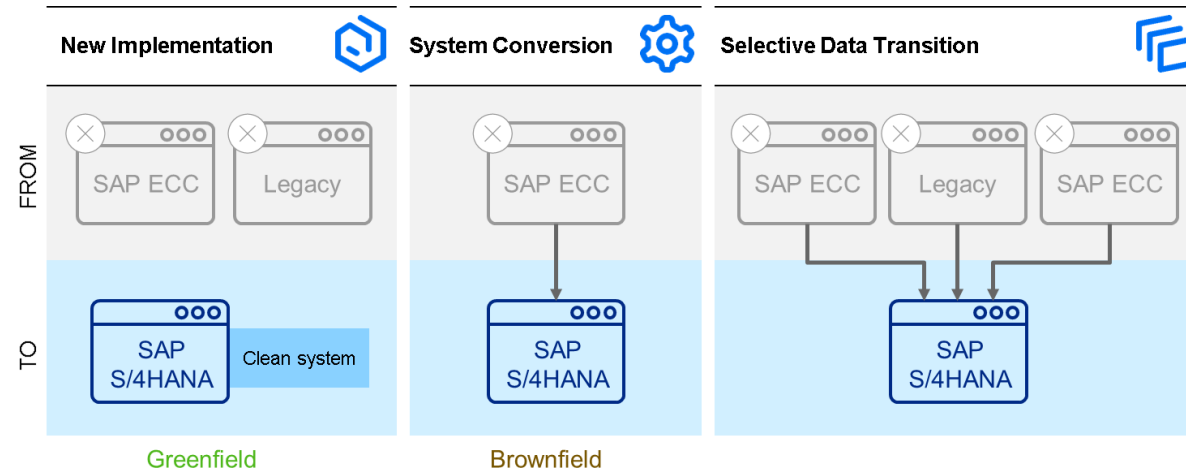 New Implementation
System Conversion
Selective Data Transition
FROM
SAP ECC
Legacy
SAP ECC
SAP ECC
Legacy
SAP ECC
TO
SAP
S/4HANA
Clean system
SAP
S/4HANA
SAP
S/4HANA
Greenfield
Brownfield